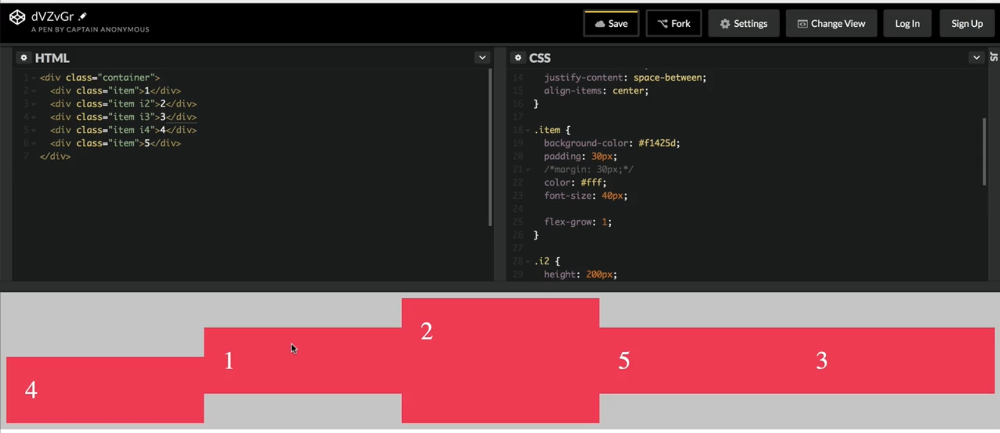 dVZvGr
A PEN BY CAPTAIN ANONYMOUS
Save
Fork
Settings
Change View
Log In
Sign Up
HTML
1 <div class="container">
2 <div class="item">1</div>
3 <div class="item i2">2</div>
4 <div class="item i3">3</div>
5 <div class="item i4">4</div>
6 <div class="item">5</div>
7 </div>
CSS
14 justify-content: space-between;
15 align-items: center;
16 }
17
18 .item {
19 background-color: #f1425d;
20 padding: 30px;
21 /*margin: 30px;*/
22 color: #fff;
23 font-size: 40px;
24
25 flex-grow: 1;
26 }
27
28 .i2 {
29 height: 200px;
JS
4
1
2
5
3